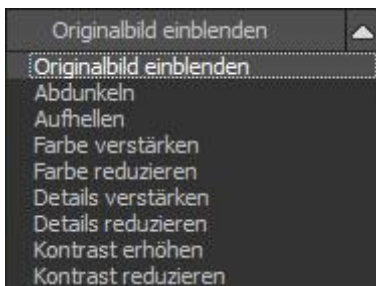 Originalbild einblenden
Originalbild einblenden
Abdunkeln
Aufhellen
Farbe verstärken
Farbe reduzieren
Details verstärken
Details reduzieren
Kontrast erhöhen
Kontrast reduzieren